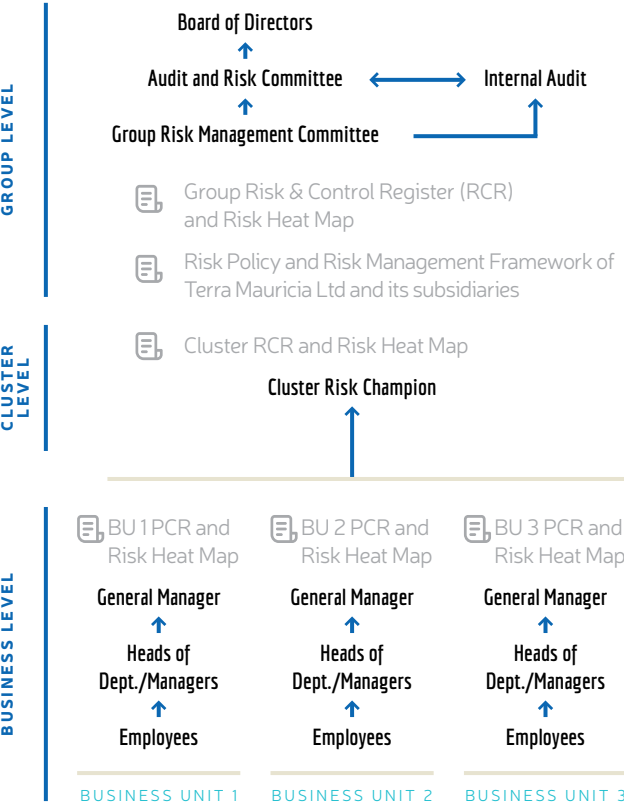 GROUP LEVEL
Board of Directors
Audit and Risk Committee
Internal Audit
Group Risk Management Committee
Group Risk & Control Register (RCR)
and Risk Heat Map
Risk Policy and Risk Management Framework of
Terra Mauricia Ltd and its subsidiaries
CLUSTER
LEVEL
Cluster RCR and Risk Heat Map
Cluster Risk Champion
BUSINESS LEVEL
BU 1 PCR and
Risk Heat Map
General Manager
Heads of
Dept./Managers
Employees
BUSINESS UNIT 1
BU 2 PCR and
Risk Heat Map
General Manager
Heads of
Dept./Managers
Employees
BUSINESS UNIT 2
BU 3 PCR and
Risk Heat Map
General Manager
Heads of
Dept./Managers
Employees
BUSINESS UNIT 3